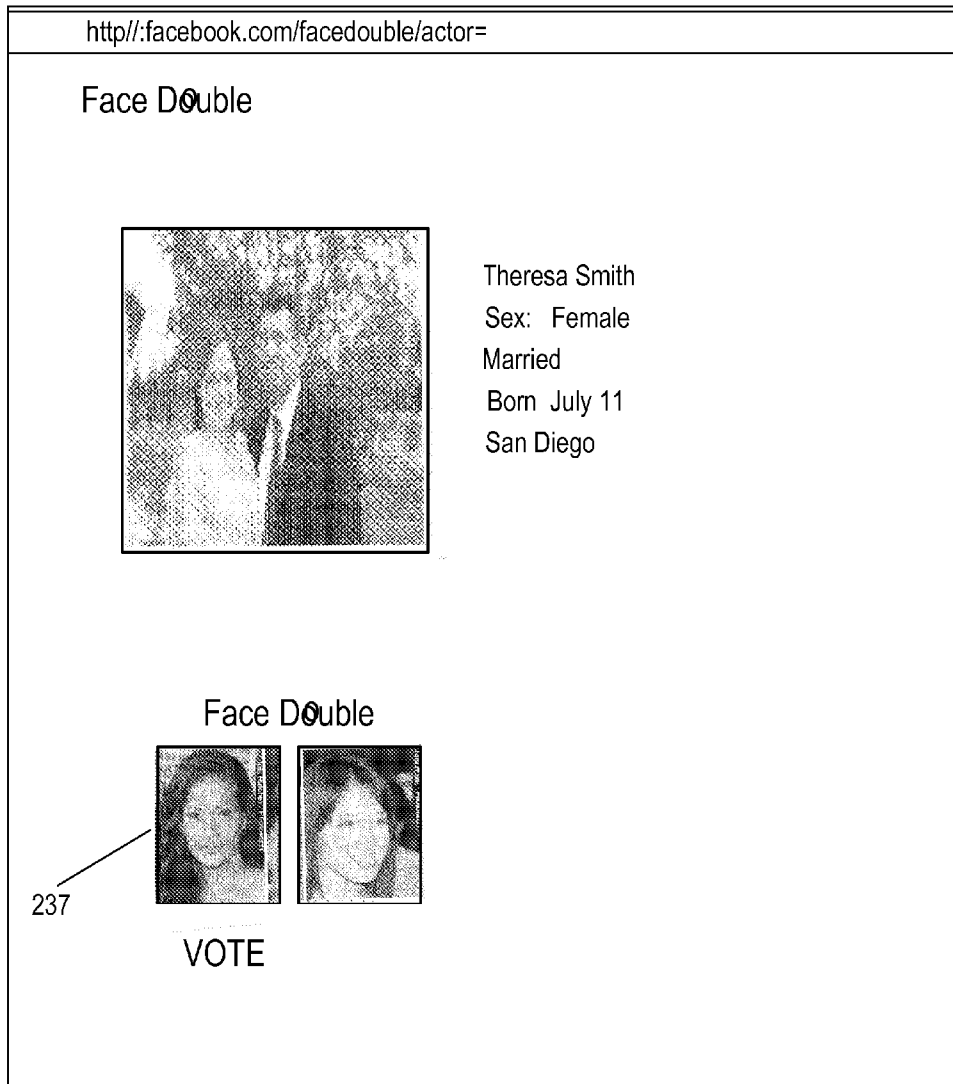 http//:facebook.com/facedouble/actor=
Face Double
Theresa Smith
Sex: Female
Married
Born July 11
San Diego
Face Double
237
VOTE